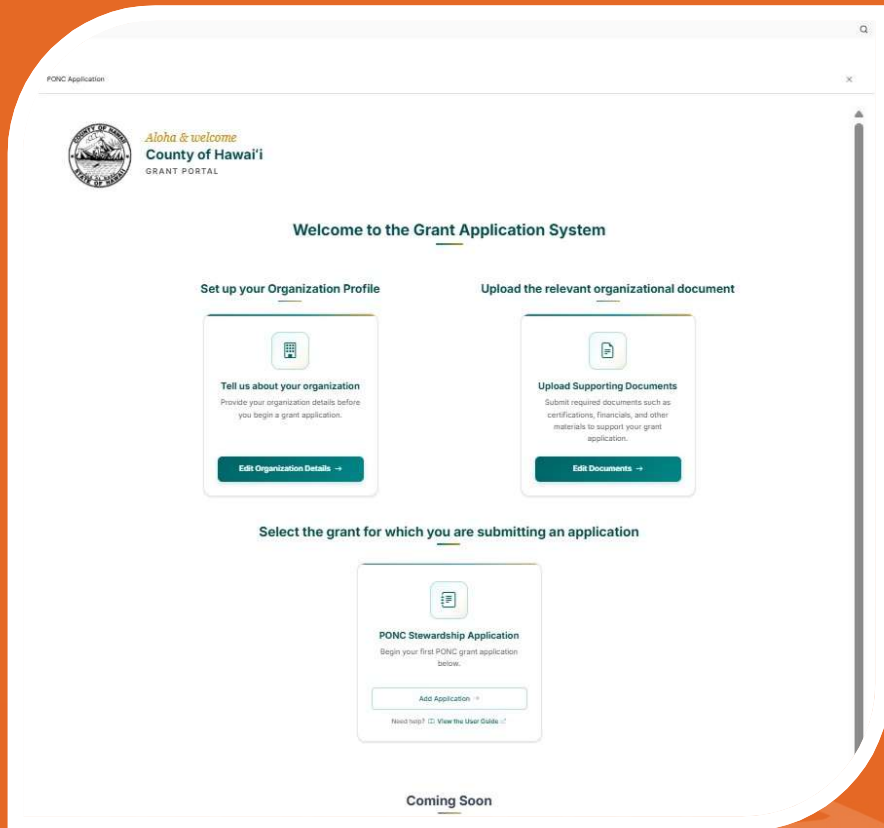 PONC Application
Aloha & welcome
County of Hawai‘i
GRANT PORTAL
Welcome to the Grant Application System
Set up your Organization Profile
Tell us about your organization
Provide your organization details before
you begin a grant application.
Edit Organization Details →
Upload the relevant organizational document
Upload Supporting Documents
Submit required documents such as
certifications, financials, and other
materials to support your grant
application.
Edit Documents →
Select the grant for which you are submitting an application
PONC Stewardship Application
Begin your first PONC grant application
below.
Add Application →
Need help? View the User Guide
Coming Soon